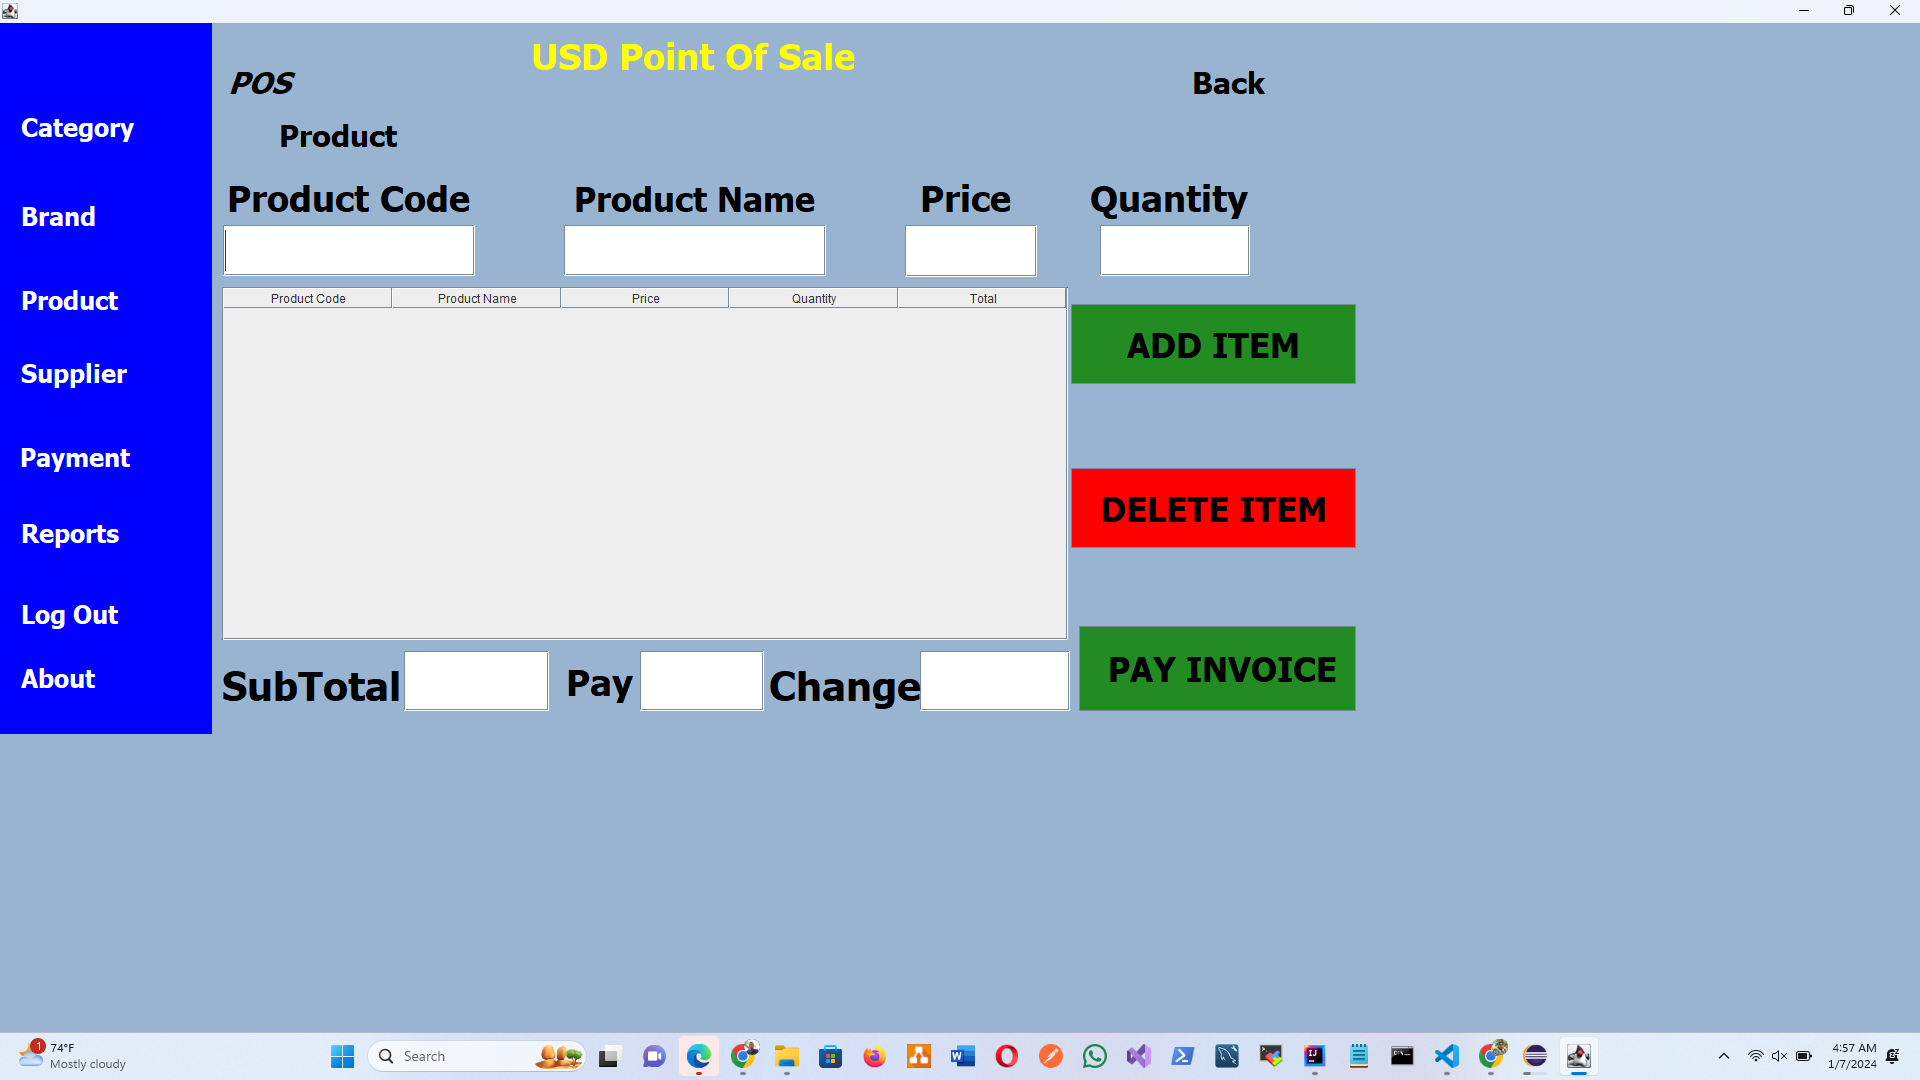 USD Point Of Sale
POS
Back
Product
Category
Brand
Product
Supplier
Payment
Reports
Log Out
About
Product Code
Product Name
Price
Quantity
Product Code
Product Name
Price
Quantity
Total
ADD ITEM
DELETE ITEM
PAY INVOICE
SubTotal
Pay
Change
1
74°F
Mostly cloudy
Search
4:57 AM
1/7/2024